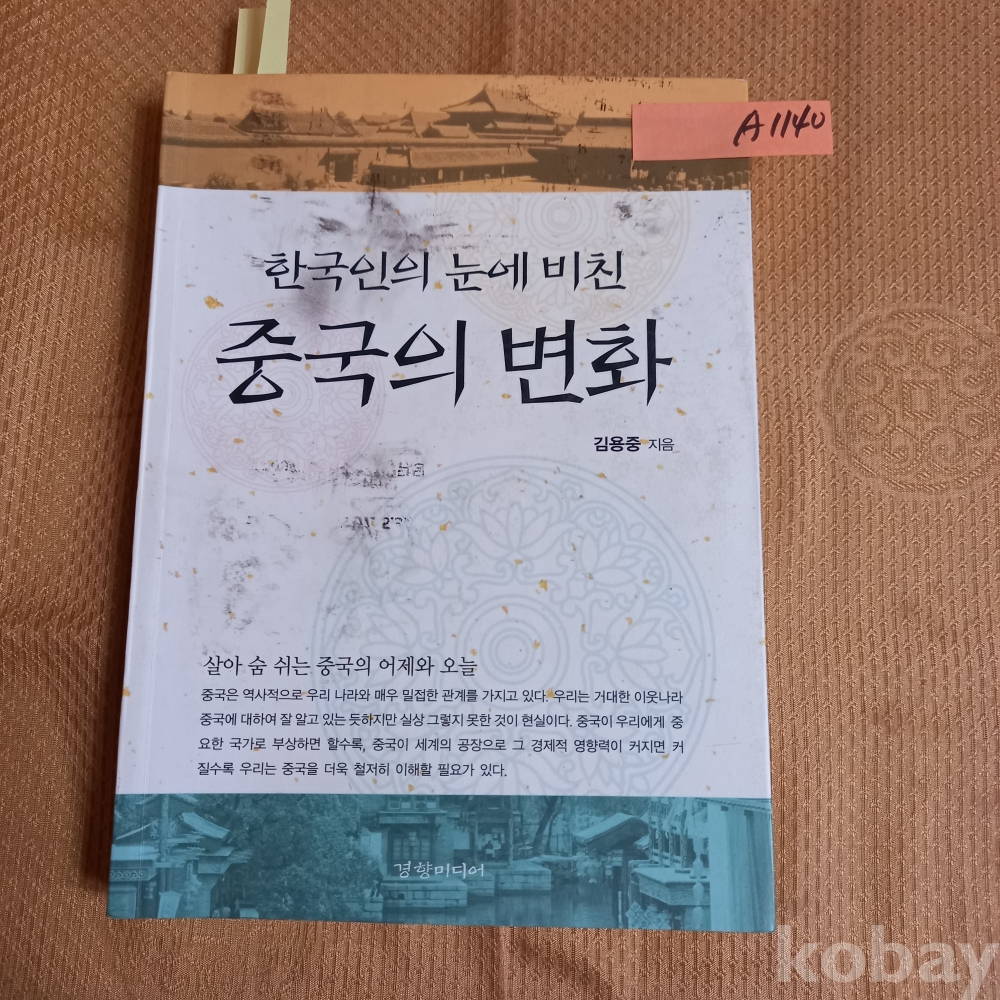 A1140
한국인의 눈에 비친
중국의 변화
김용중 지음
살아 숨 쉬는 중국의 어제와 오늘
중국은 역사적으로 우리 나라와 매우 밀접한 관계를 가지고 있다. 우리는 거대한 이웃나라
중국에 대하여 잘 알고 있는 듯하지만 실상 그렇지 못한 것이 현실이다. 중국이 우리에게 중
요한 국가로 부상하면 할수록, 중국이 세계의 공장으로 그 경제적 영향력이 커지면 커
질수록 우리는 중국을 더욱 철저히 이해할 필요가 있다.
경향미디어
kobay